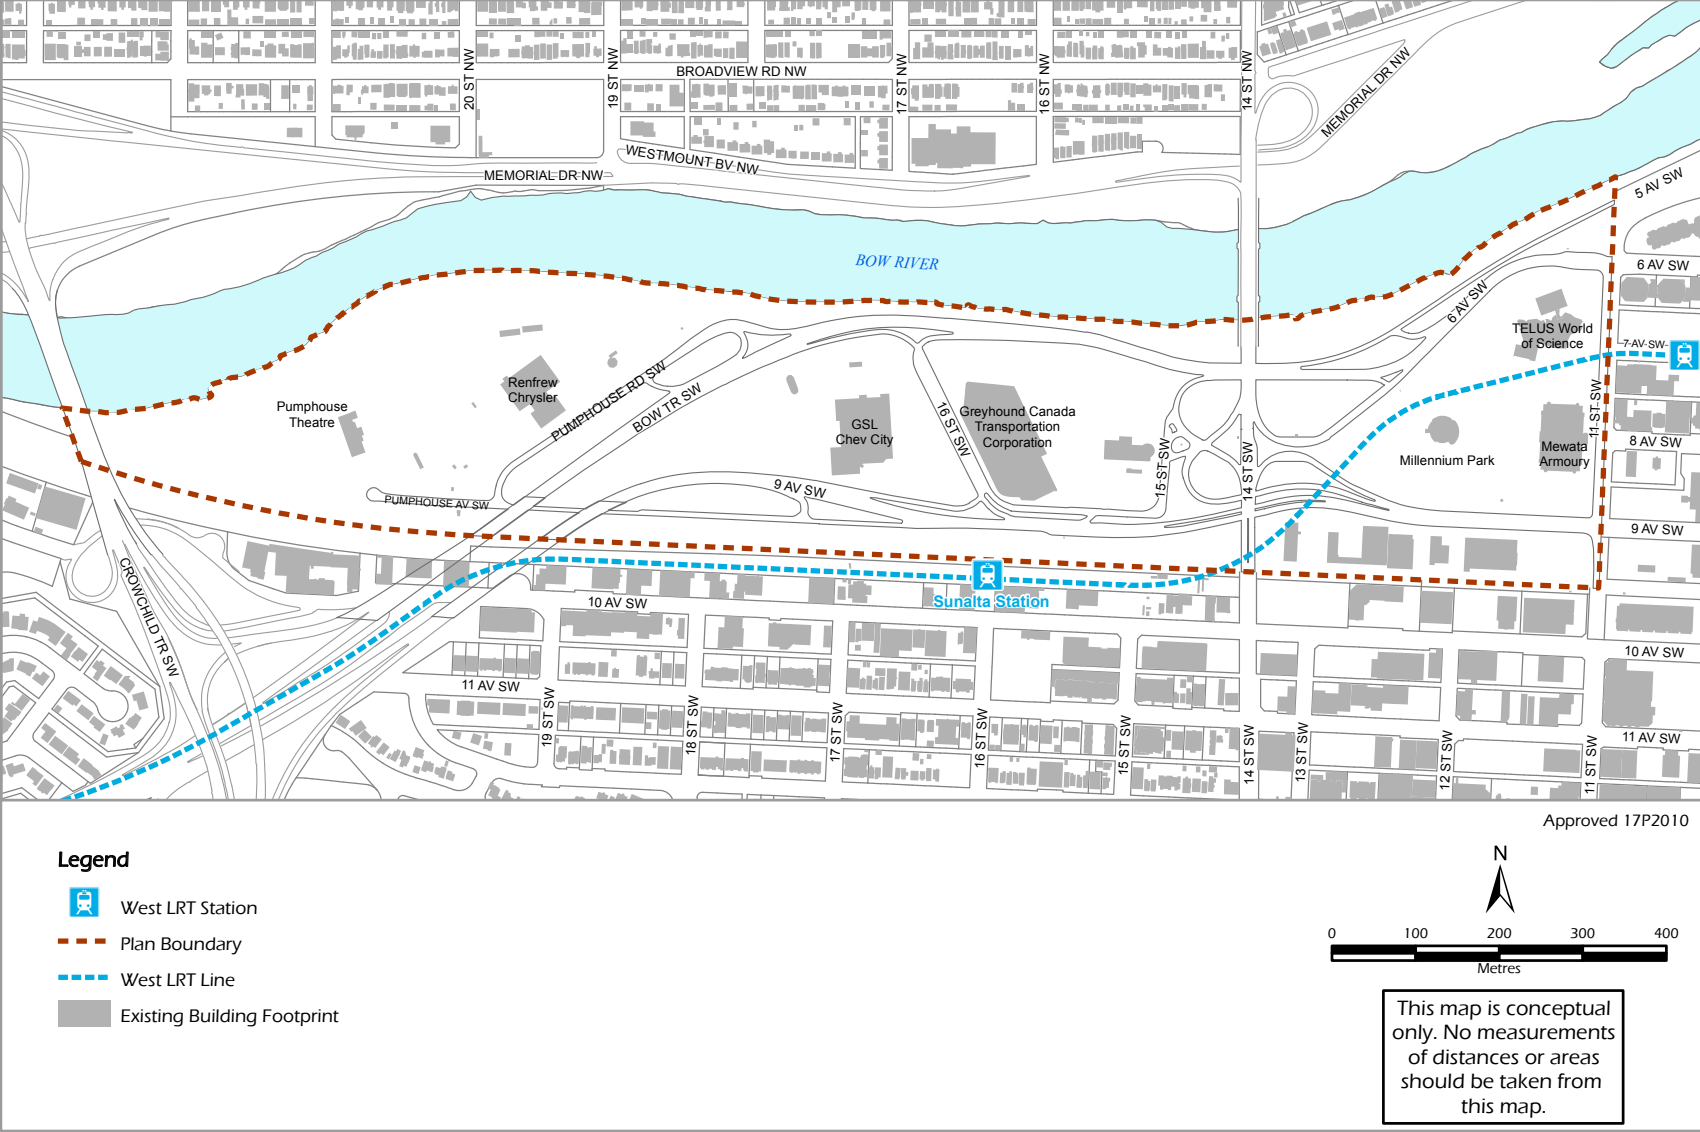 20 ST NW
19 ST NW
BROADVIEW RD NW
17 ST NW
16 ST NW
14 ST NW
MEMORIAL DR NW
WESTMOUNT BV NW
MEMORIAL DR NW
5 AV SW
BOW RIVER
6 AV SW
6 AV SW
TELUS World
of Science
7 AV SW
Renfrew
Chrysler
PUMPHOUSE RD SW
BOW TR SW
Pumphouse
Theatre
GSL
Chev City
16 ST SW
Greyhound Canada
Transportation
Corporation
15 ST SW
14 ST SW
Millennium Park
Mewata
Armoury
11 ST SW
8 AV SW
PUMPHOUSE AV SW
9 AV SW
9 AV SW
CROWCHILD TR SW
Sunalta Station
10 AV SW
10 AV SW
11 AV SW
19 ST SW
18 ST SW
17 ST SW
16 ST SW
15 ST SW
14 ST SW
13 ST SW
12 ST SW
11 ST SW
11 AV SW
Approved 17P2010
Legend
West LRT Station
Plan Boundary
West LRT Line
Existing Building Footprint
N
0 100 200 300 400
Metres
This map is conceptual
only. No measurements
of distances or areas
should be taken from
this map.